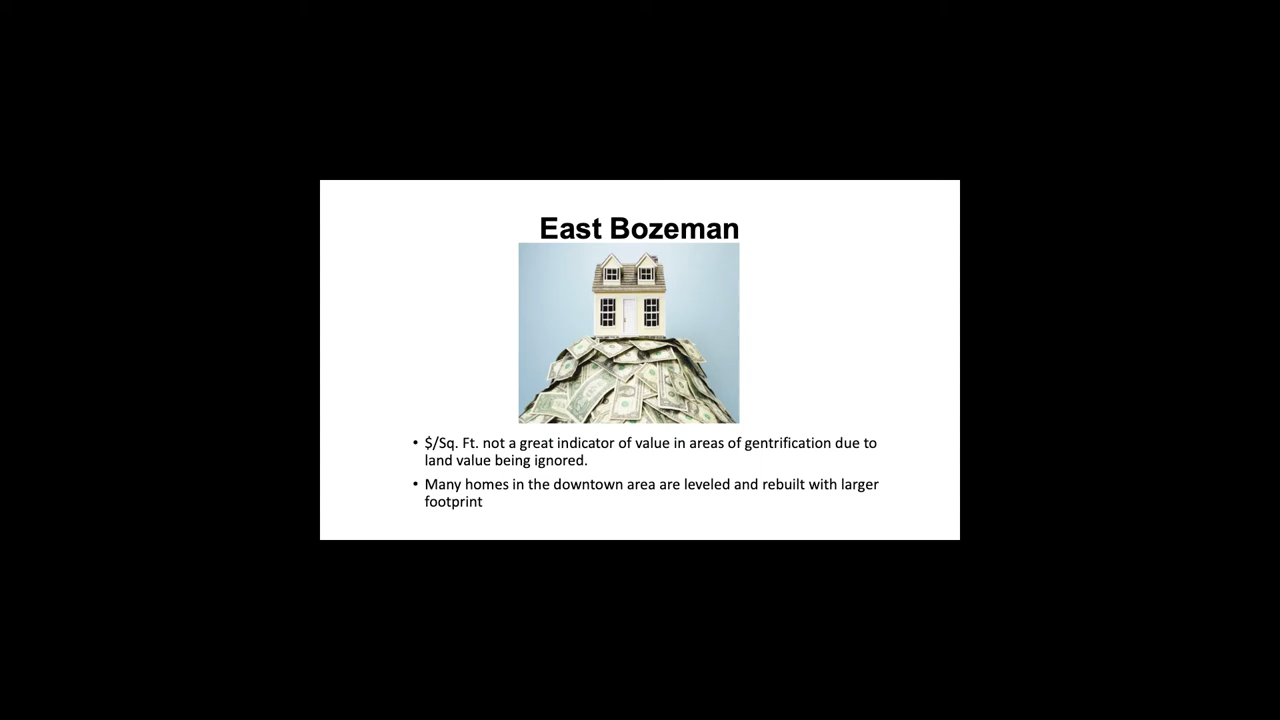 East Bozeman
• $/Sq. Ft. not a great indicator of value in areas of gentrification due to
land value being ignored.
• Many homes in the downtown area are leveled and rebuilt with larger
footprint